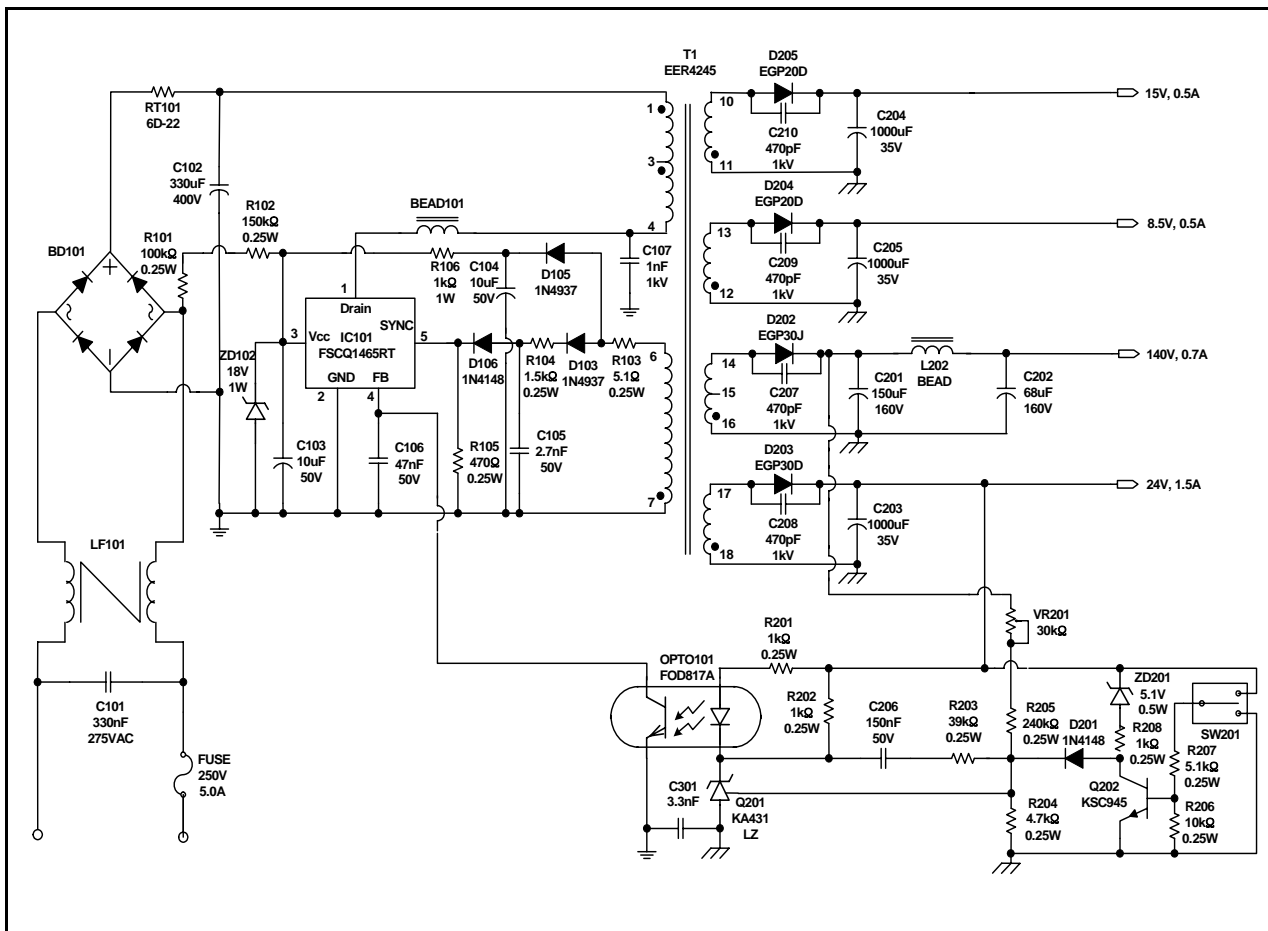 T1
EER4245
D205
EGP20D
RT101
6D-22
1
10
15V, 0.5A
C204
1000uF
35V
C210
470pF
1kV
C102
330uF
400V
3
11
D204
EGP20D
BEAD101
R102
150kΩ
0.25W
4
13
8.5V, 0.5A
BD101
R101
100kΩ
0.25W
C107
1nF
1kV
C205
1000uF
35V
C209
470pF
1kV
R106
1kΩ
1W
C104
10uF
50V
D105
1N4937
12
1
Drain
D202
EGP30J
SYNC
3
Vcc
IC101
FSCQ1465RT
5
6
ZD102
18V
1W
D106
1N4148
R104
1.5kΩ
0.25W
D103
1N4937
R103
5.1Ω
0.25W
14
140V, 0.7A
L202
BEAD
GND
2
FB
4
15
C207
470pF
1kV
C201
150uF
160V
C202
68uF
160V
16
C103
10uF
50V
C106
47nF
50V
R105
470Ω
0.25W
C105
2.7nF
50V
D203
EGP30D
7
17
24V, 1.5A
LF101
C208
470pF
1kV
C203
1000uF
35V
18
VR201
30kΩ
R201
1kΩ
0.25W
OPTO101
FOD817A
C101
330nF
275VAC
R202
1kΩ
0.25W
C206
150nF
50V
R203
39kΩ
0.25W
R205
240kΩ
0.25W
ZD201
5.1V
0.5W
D201
1N4148
R208
1kΩ
0.25W
SW201
R207
5.1kΩ
0.25W
FUSE
250V
5.0A
C301
3.3nF
Q201
KA431
LZ
R204
4.7kΩ
0.25W
Q202
KSC945
R206
10kΩ
0.25W